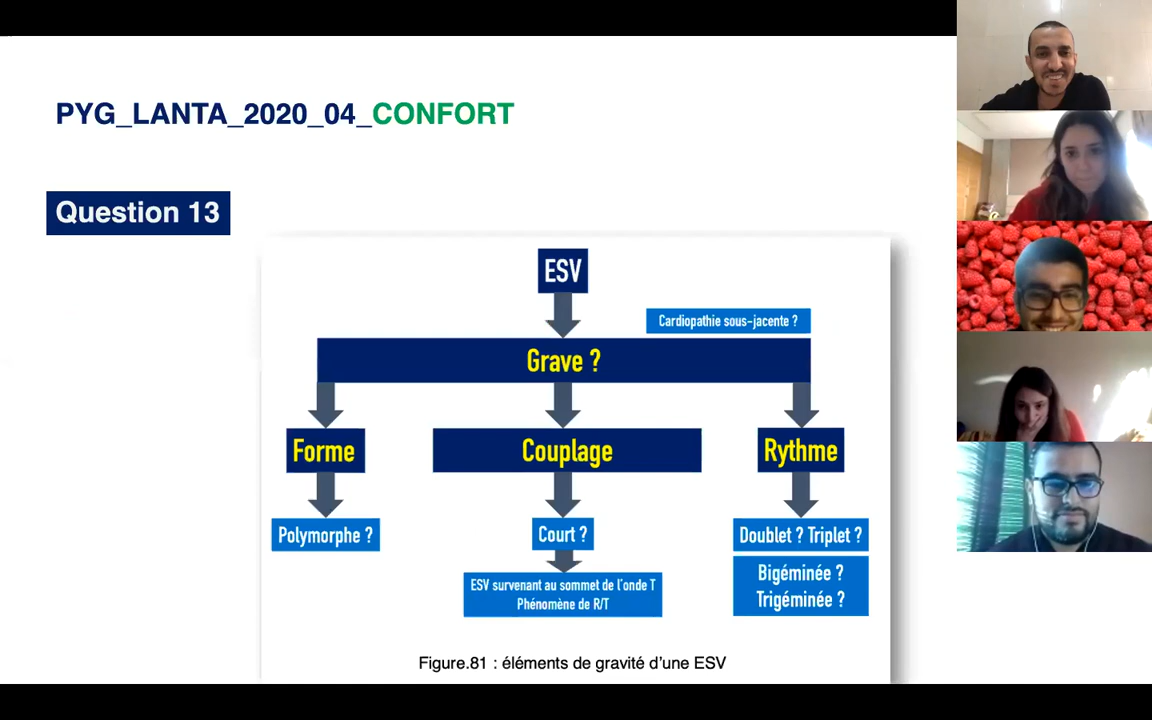 PYG_LANTA_2020_04_CONFORT
Question 13
ESV
Cardiopathie sous-jacente ?
Grave ?
Forme
Couplage
Rythme
Polymorphe ?
Court ?
Doublet ? Triplet ?
ESV survenant au sommet de l'onde T
Phénomène de R/T
Bigéminée ?
Trigéminée ?
Figure.81 : éléments de gravité d'une ESV